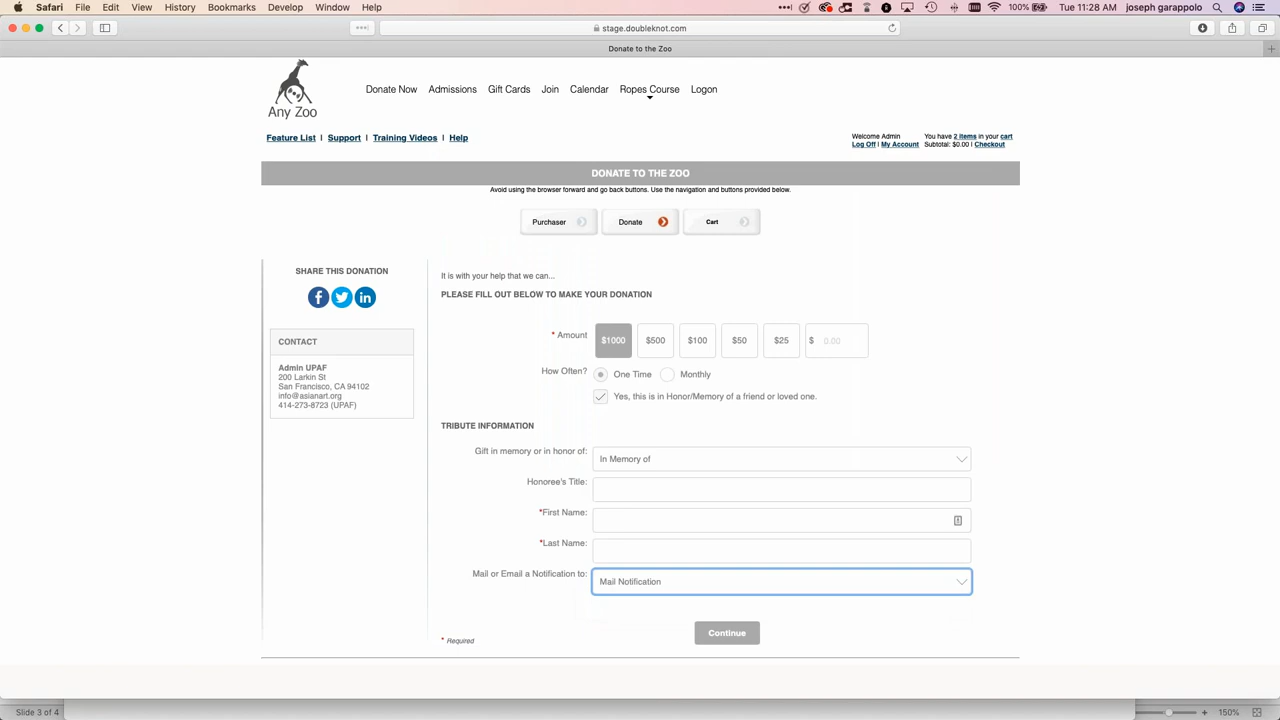 Safari File Edit View History Bookmarks Develop Window Help
100% Tue 11:28 AM joseph garappolo
stage.doubleknot.com
Donate to the Zoo
Any Zoo
Donate Now Admissions Gift Cards Join Calendar Ropes Course Logon
Feature List | Support | Training Videos | Help
Welcome Admin
Log Off | My Account
You have 2 items in your cart
Subtotal: $0.00 | Checkout
DONATE TO THE ZOO
Avoid using the browser forward and go back buttons. Use the navigation and buttons provided below.
Purchaser Donate Cart
SHARE THIS DONATION
CONTACT
Admin UPAF
200 Larkin St
San Francisco, CA 94102
info@asianart.org
414-273-8723 (UPAF)
It is with your help that we can...
PLEASE FILL OUT BELOW TO MAKE YOUR DONATION
* Amount $1000 $500 $100 $50 $25 $ 0.00
How Often? One Time Monthly
Yes, this is in Honor/Memory of a friend or loved one.
TRIBUTE INFORMATION
Gift in memory or in honor of: In Memory of
Honoree's Title:
*First Name:
*Last Name:
Mail or Email a Notification to: Mail Notification
Continue
* Required
Slide 3 of 4
150%